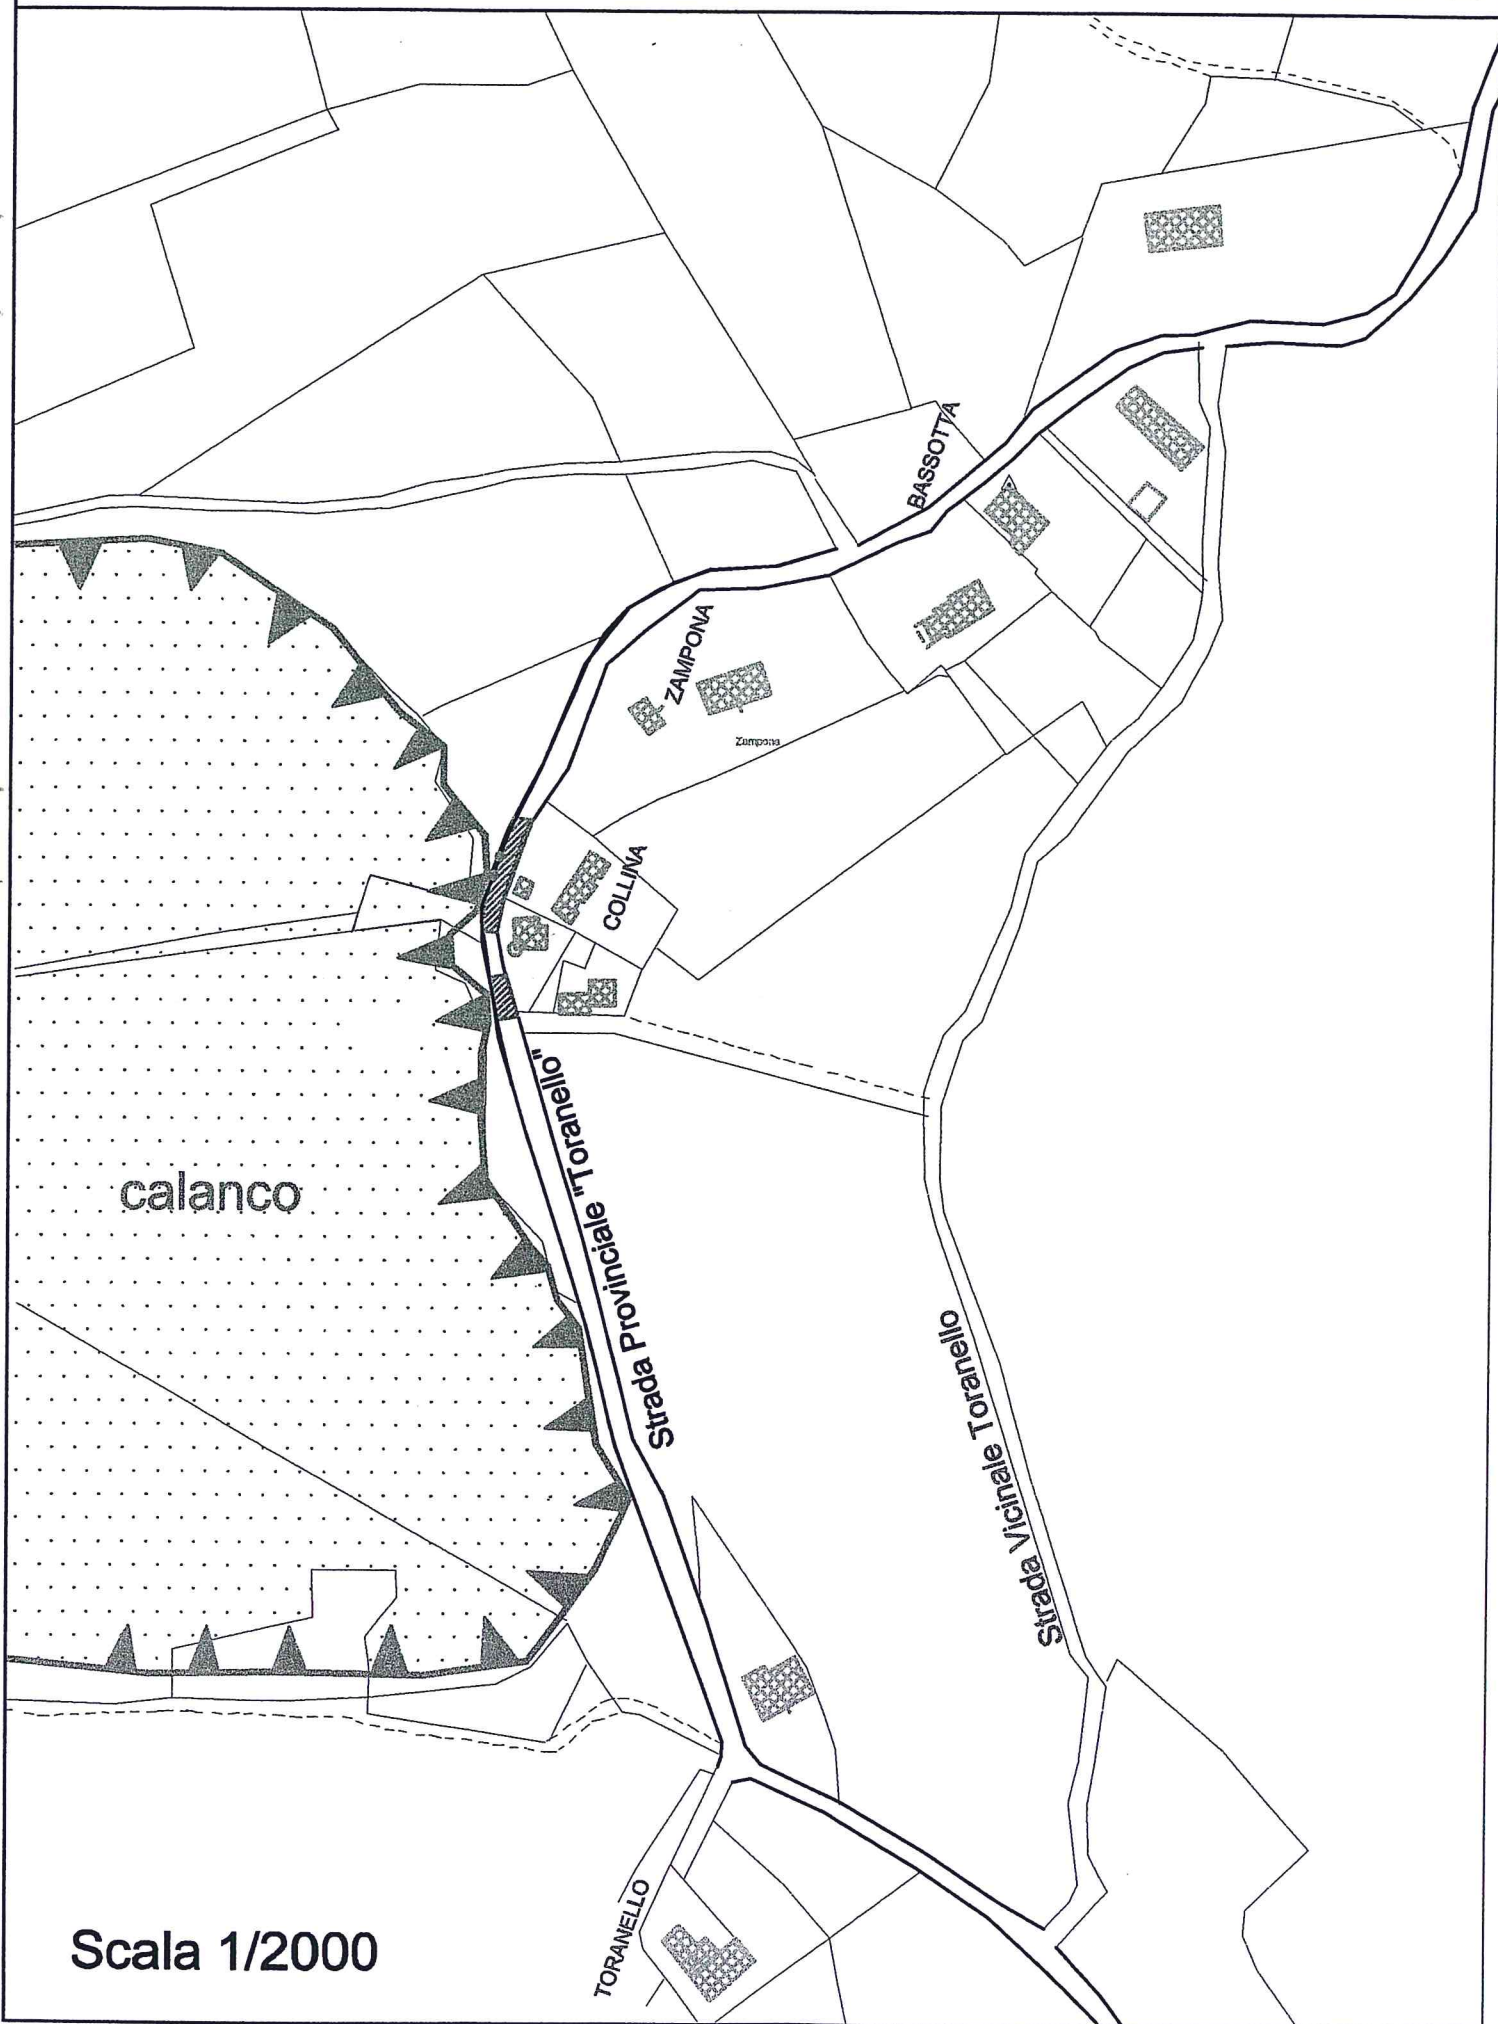 BASSOTTA
ZAMPONA
Zampona
COLLINA
Strada Provinciale "Toranello"
calanco
Strada Vicinale Toranello
TORANELLO
Scala 1/2000